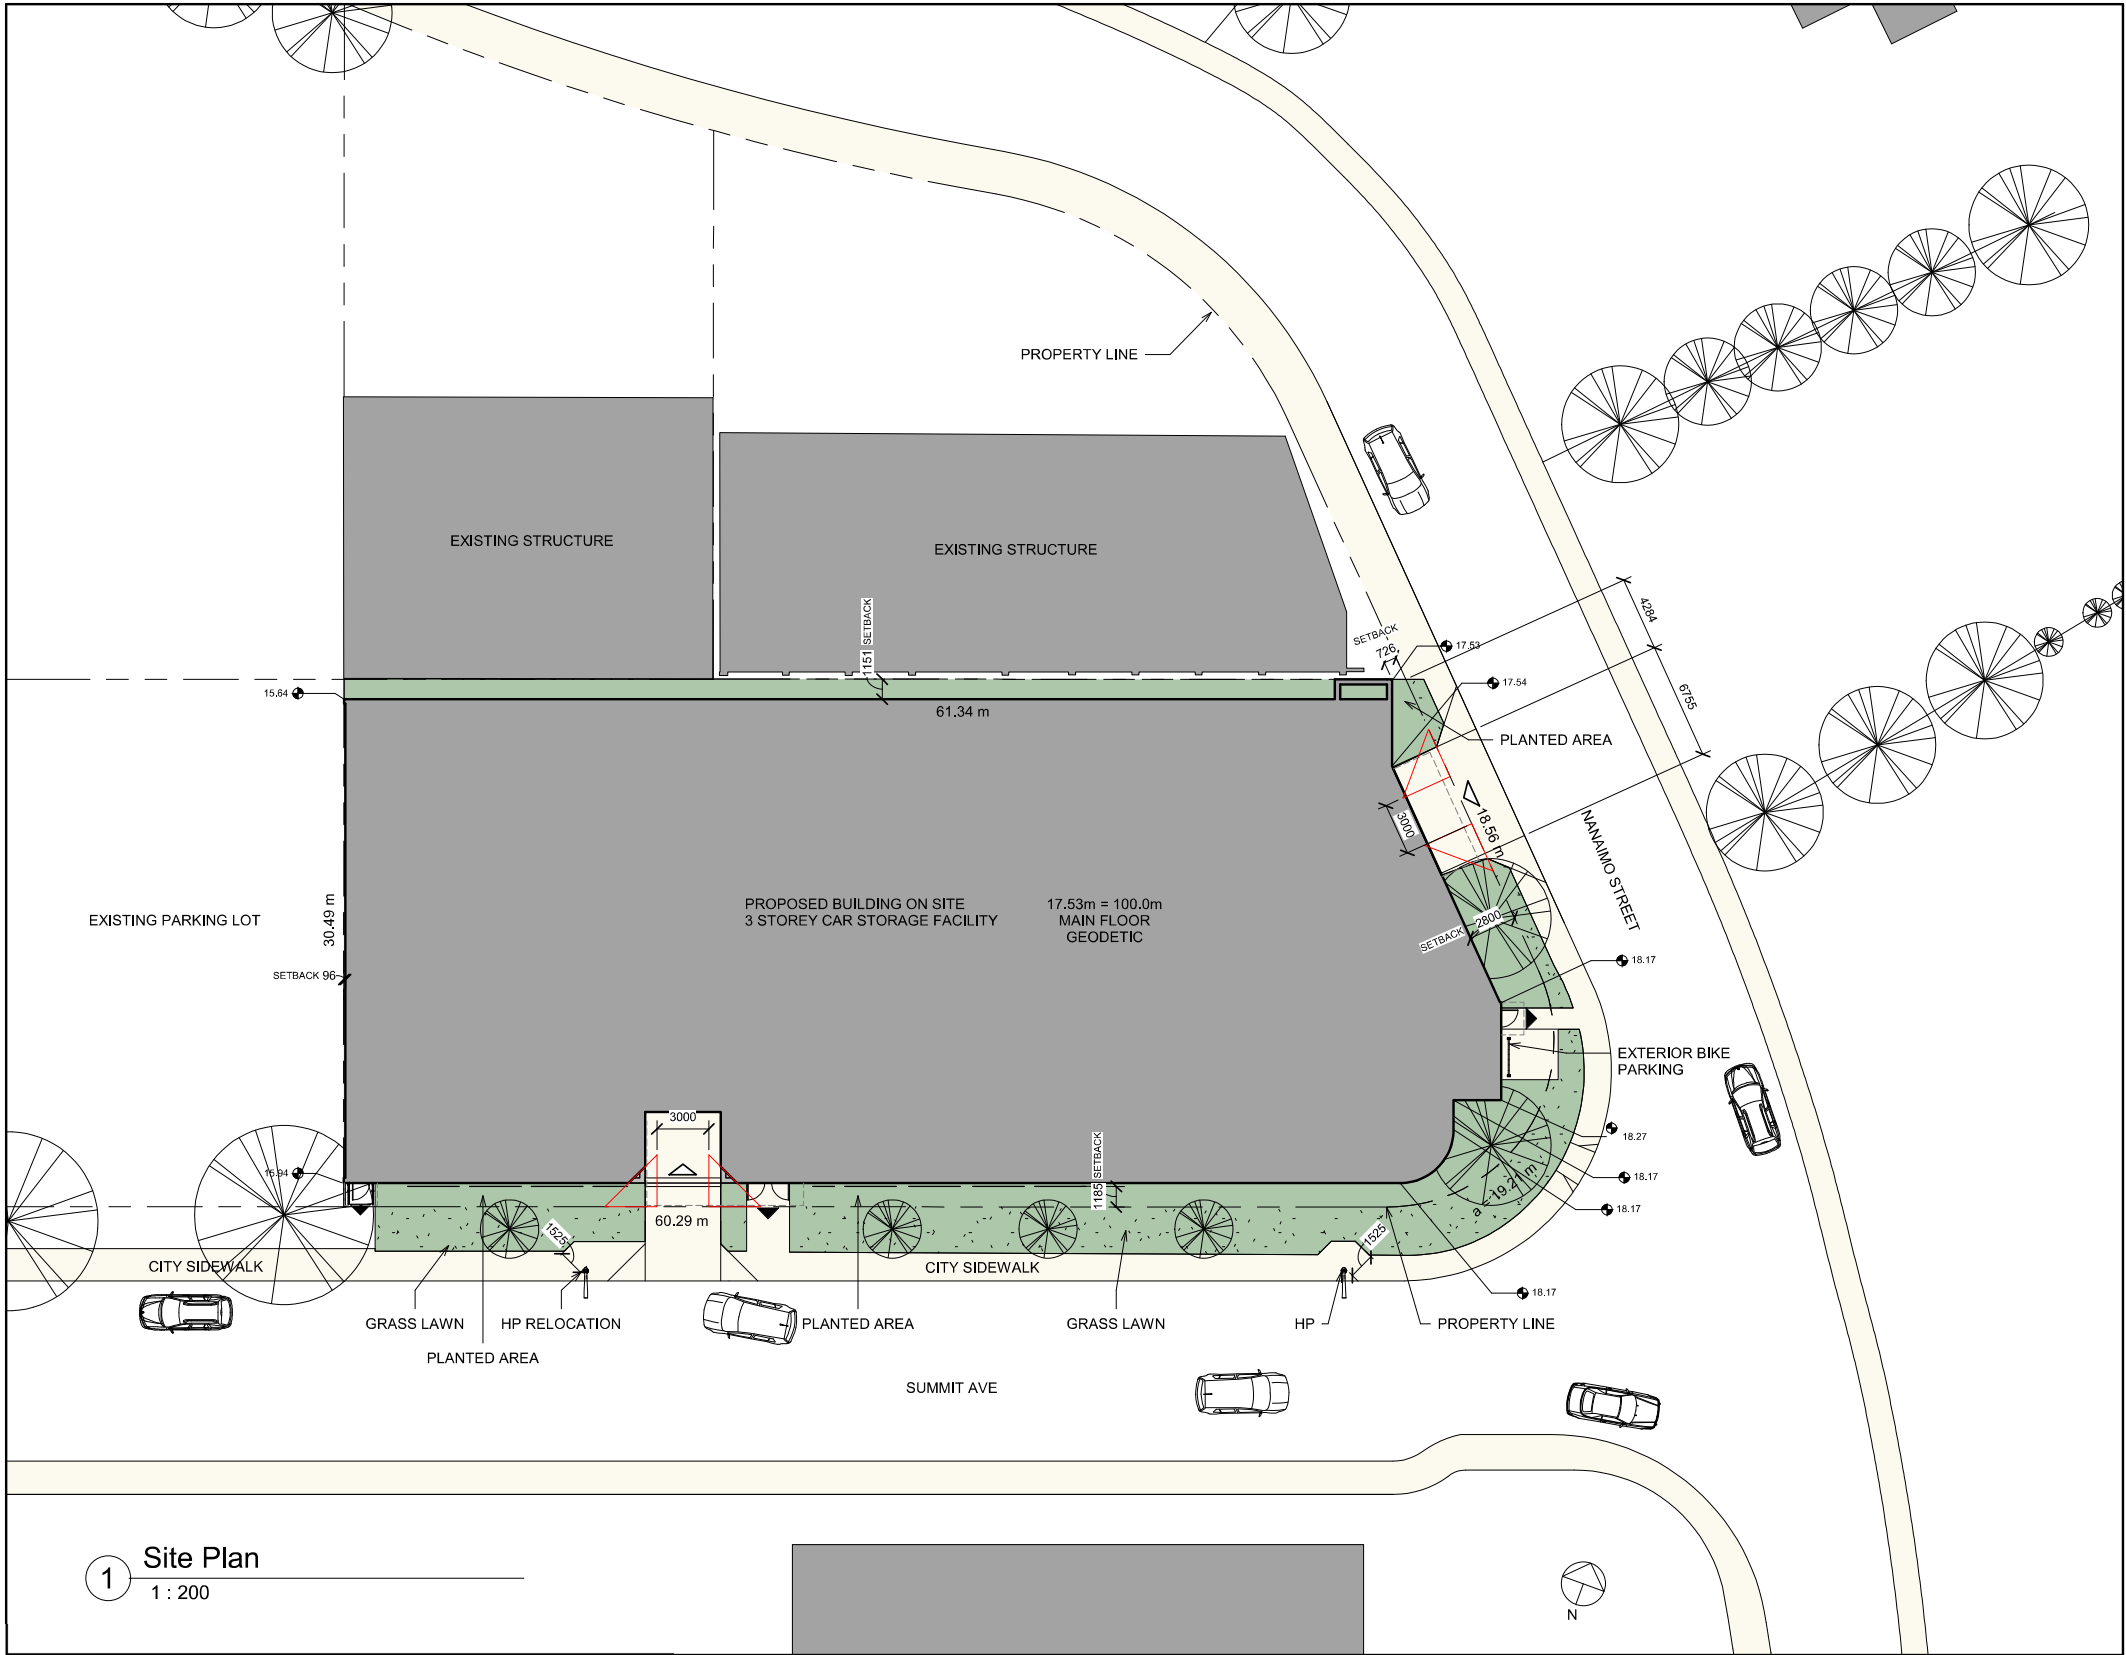 PROPERTY LINE
EXISTING STRUCTURE
EXISTING STRUCTURE
1151 SETBACK
SETBACK
726
17.53
4284
15.64
17.54
6755
61.34 m
PLANTED AREA
3000
18.56 m
NANAIMO STREET
EXISTING PARKING LOT
30.49 m
PROPOSED BUILDING ON SITE
3 STOREY CAR STORAGE FACILITY
17.53m = 100.0m
MAIN FLOOR
GEODETIC
SETBACK 2800
SETBACK 96
18.17
EXTERIOR BIKE
PARKING
3000
18.27
15.94
1185 SETBACK
18.17
a = 19.21 m
18.17
60.29 m
1525
1525
CITY SIDEWALK
CITY SIDEWALK
18.17
GRASS LAWN
HP RELOCATION
PLANTED AREA
GRASS LAWN
HP
PROPERTY LINE
PLANTED AREA
SUMMIT AVE
1
Site Plan
1 : 200
N